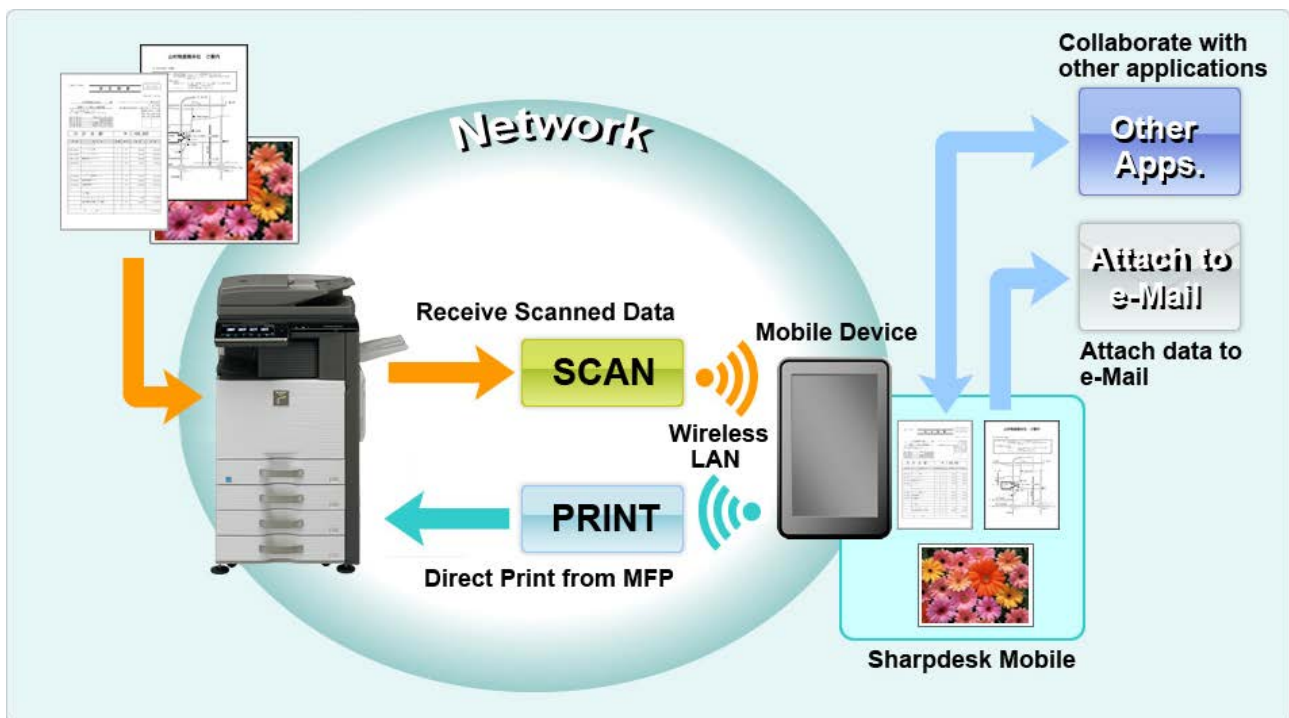 Collaborate with
other applications
Network
Other
Apps.
Attach to
e-Mail
Attach data to
e-Mail
Receive Scanned Data
SCAN
Mobile Device
Wireless
LAN
PRINT
Direct Print from MFP
Sharpdesk Mobile